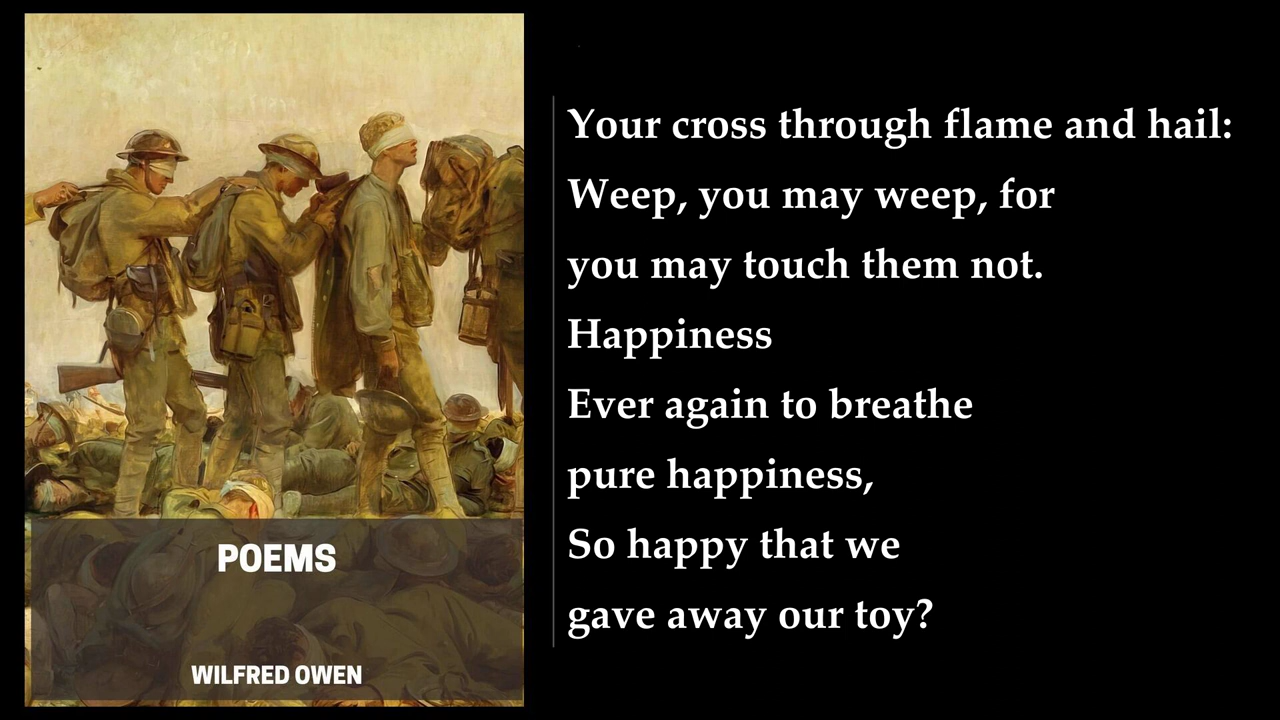 POEMS
WILFRED OWEN
Your cross through flame and hail:
Weep, you may weep, for
you may touch them not.
Happiness
Ever again to breathe
pure happiness,
So happy that we
gave away our toy?